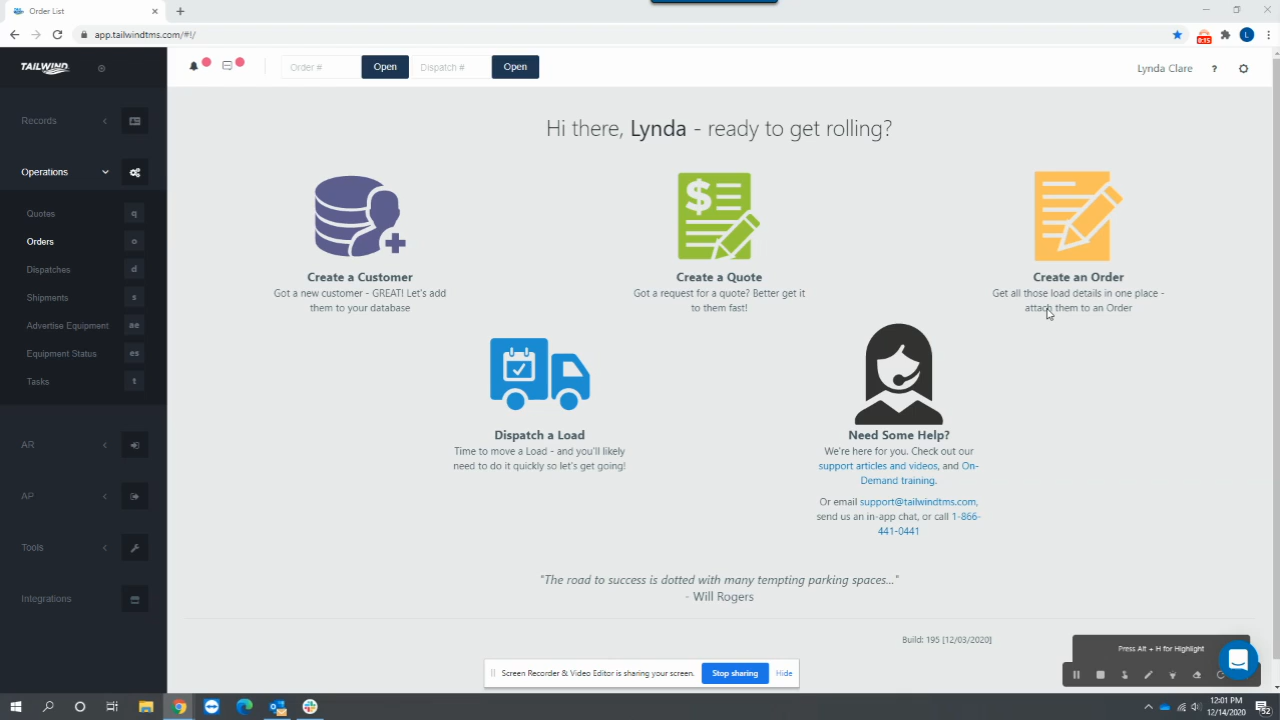 Order List
app.tailwindtms.com/#!/
0:15
L
TAILWIND
Order #
Open
Dispatch #
Open
Lynda Clare
?
Records
Operations
Quotes
q
Orders
o
Dispatches
d
Shipments
s
Advertise Equipment
ae
Equipment Status
es
Tasks
t
AR
AP
Tools
Integrations
Hi there, Lynda - ready to get rolling?
Create a Customer
Got a new customer - GREAT! Let's add
them to your database
Create a Quote
Got a request for a quote? Better get it
to them fast!
Create an Order
Get all those load details in one place -
attach them to an Order
Dispatch a Load
Time to move a Load - and you'll likely
need to do it quickly so let's get going!
Need Some Help?
We're here for you. Check out our
support articles and videos, and On-
Demand training.
Or email support@tailwindtms.com,
send us an in-app chat, or call 1-866-
441-0441
"The road to success is dotted with many tempting parking spaces..."
- Will Rogers
Build: 195 [12/03/2020]
Press Alt + H for Highlight
Screen Recorder & Video Editor is sharing your screen.
Stop sharing
Hide
12:01 PM
12/14/2020
52